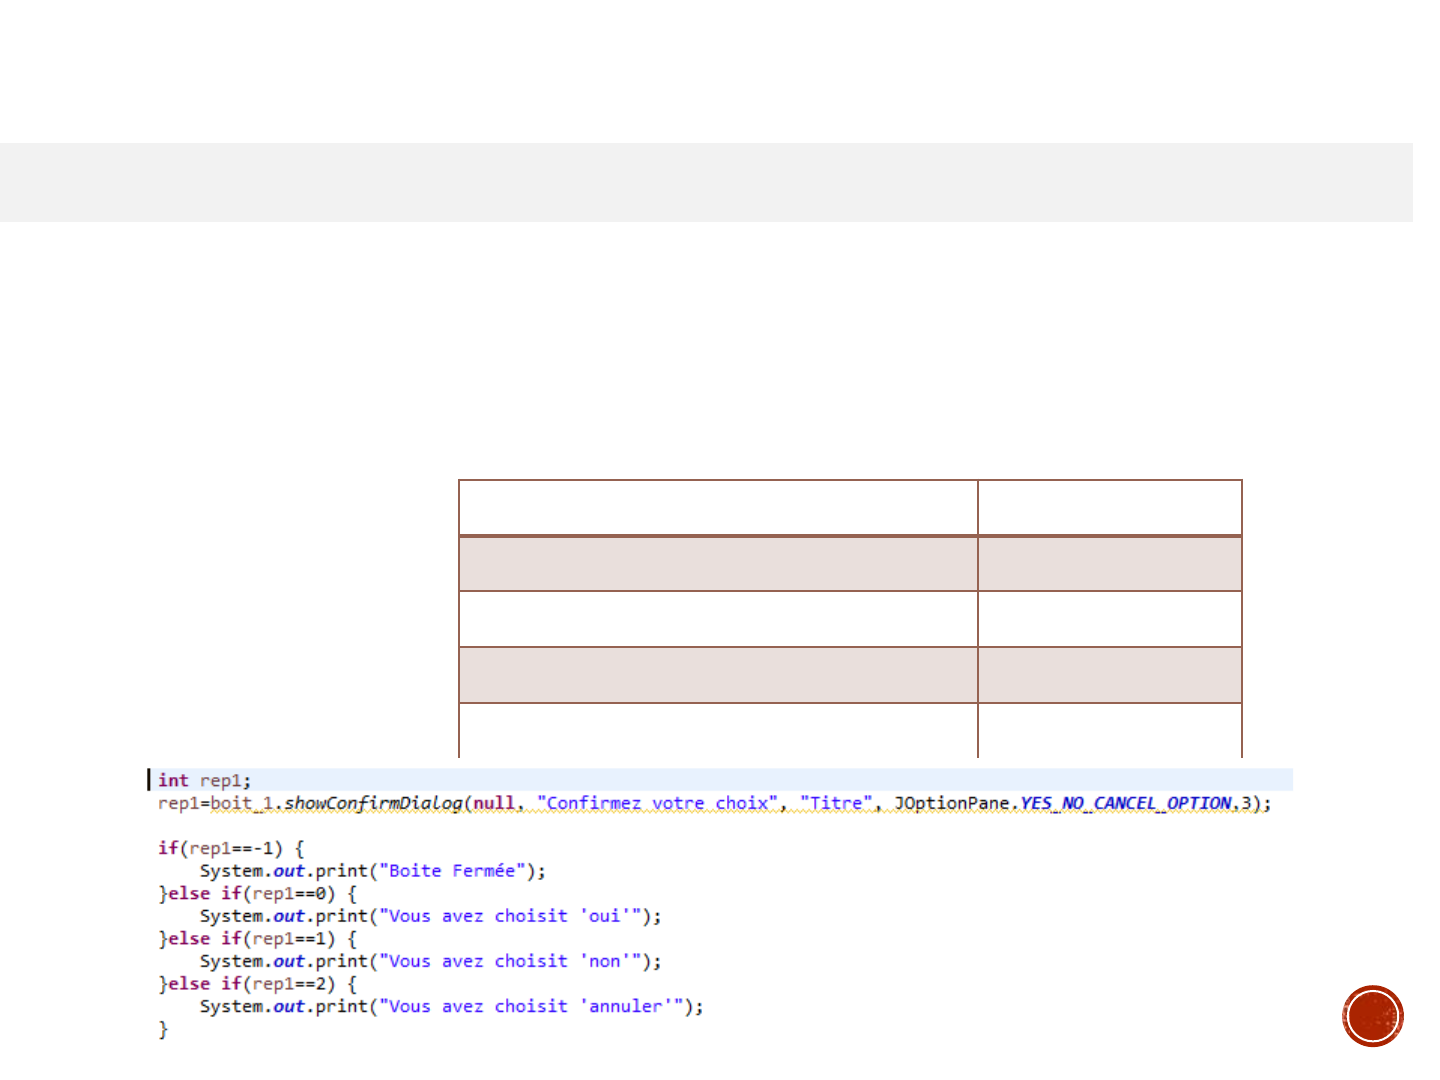 int rep1;
rep1=boit_1.showConfirmDialog(null, "Confirmez votre choix", "Titre", JOptionPane.YES_NO_CANCEL_OPTION,3);
if(rep1==-1) {
System.out.print("Boite Fermée");
}else if(rep1==0) {
System.out.print("Vous avez choisit 'oui'");
}else if(rep1==1) {
System.out.print("Vous avez choisit 'non'");
}else if(rep1==2) {
System.out.print("Vous avez choisit 'annuler'");
}